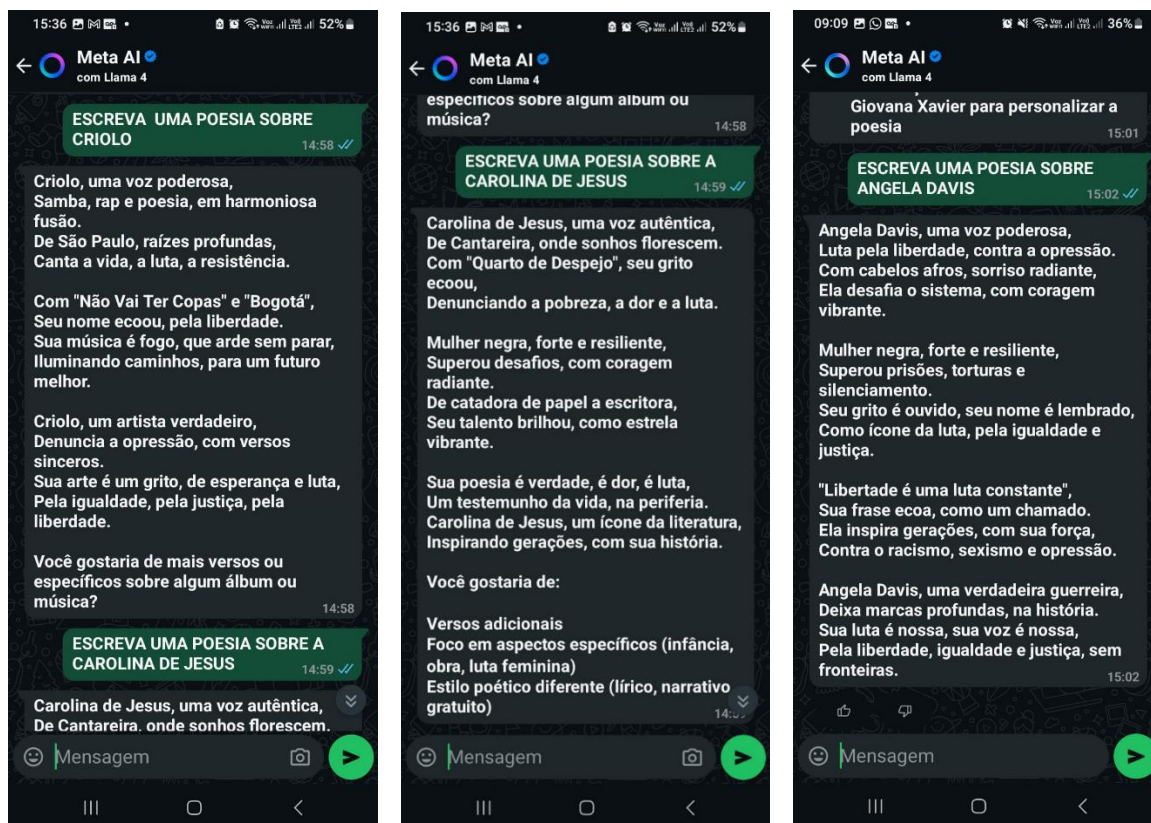 15:36
52%
Meta AI
com Llama 4
ESCREVA UMA POESIA SOBRE
CRIOLO
14:58
Criolo, uma voz poderosa,
Samba, rap e poesia, em harmoniosa
fusão.
De São Paulo, raízes profundas,
Canta a vida, a luta, a resistência.
Com "Não Vai Ter Copas" e "Bogotá",
Seu nome ecoou, pela liberdade.
Sua música é fogo, que arde sem parar,
Iluminando caminhos, para um futuro
melhor.
Criolo, um artista verdadeiro,
Denuncia a opressão, com versos
sinceros.
Sua arte é um grito, de esperança e luta,
Pela igualdade, pela justiça, pela
liberdade.
Você gostaria de mais versos ou
específicos sobre algum álbum ou
música?
14:58
ESCREVA UMA POESIA SOBRE A
CAROLINA DE JESUS
14:59
Carolina de Jesus, uma voz autêntica,
De Cantareira, onde sonhos florescem.
Mensagem
15:36
52%
Meta AI
com Llama 4
específicos sobre algum álbum ou
música?
14:58
ESCREVA UMA POESIA SOBRE A
CAROLINA DE JESUS
14:59
Carolina de Jesus, uma voz autêntica,
De Cantareira, onde sonhos florescem.
Com "Quarto de Despejo", seu grito
ecoou,
Denunciando a pobreza, a dor e a luta.
Mulher negra, forte e resiliente,
Superou desafios, com coragem
radiante.
De catadora de papel a escritora,
Seu talento brilhou, como estrela
vibrante.
Sua poesia é verdade, é dor, é luta,
Um testemunho da vida, na periferia.
Carolina de Jesus, um ícone da literatura,
Inspirando gerações, com sua história.
Você gostaria de:
Versos adicionais
Foco em aspectos específicos (infância,
obra, luta feminina)
Estilo poético diferente (lírico, narrativo
gratuito)
Mensagem
09:09
36%
Meta AI
com Llama 4
Giovana Xavier para personalizar a
poesia
15:01
ESCREVA UMA POESIA SOBRE
ANGELA DAVIS
15:02
Angela Davis, uma voz poderosa,
Luta pela liberdade, contra a opressão.
Com cabelos afros, sorriso radiante,
Ela desafia o sistema, com coragem
vibrante.
Mulher negra, forte e resiliente,
Superou prisões, torturas e
silenciamento.
Seu grito é ouvido, seu nome é lembrado,
Como ícone da luta, pela igualdade e
justiça.
"Libertade é uma luta constante",
Sua frase ecoa, como um chamado.
Ela inspira gerações, com sua força,
Contra o racismo, sexismo e opressão.
Angela Davis, uma verdadeira guerreira,
Deixa marcas profundas, na história.
Sua luta é nossa, sua voz é nossa,
Pela liberdade, igualdade e justiça, sem
fronteiras.
15:02
Mensagem